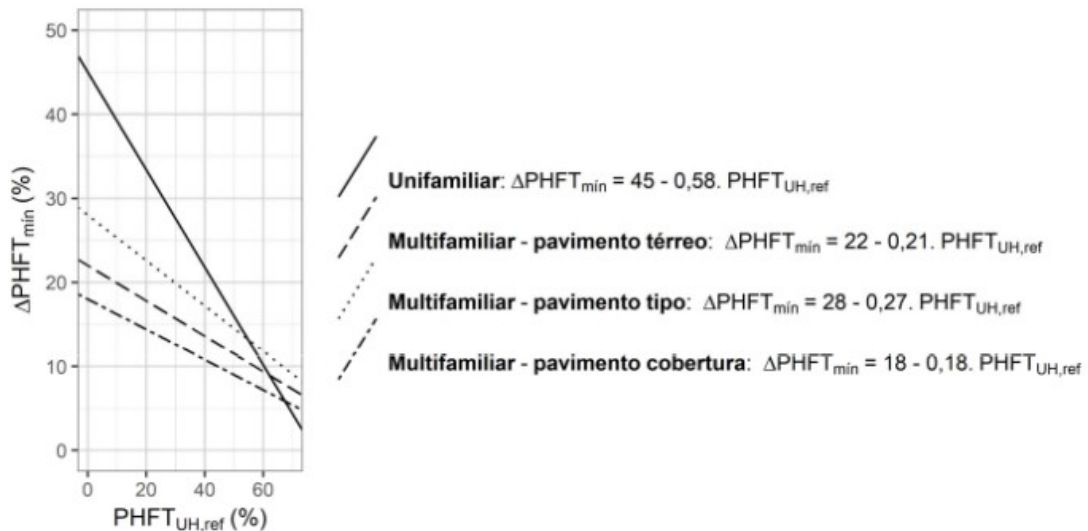 50
40
30
20
10
0
ΔPHFTmín (%)
0 20 40 60
PHFTUH,ref (%)
Unifamiliar: ΔPHFTmín = 45 - 0,58. PHFTUH,ref
Multifamiliar - pavimento térreo: ΔPHFTmín = 22 - 0,21. PHFTUH,ref
Multifamiliar - pavimento tipo: ΔPHFTmín = 28 - 0,27. PHFTUH,ref
Multifamiliar - pavimento cobertura: ΔPHFTmín = 18 - 0,18. PHFTUH,ref